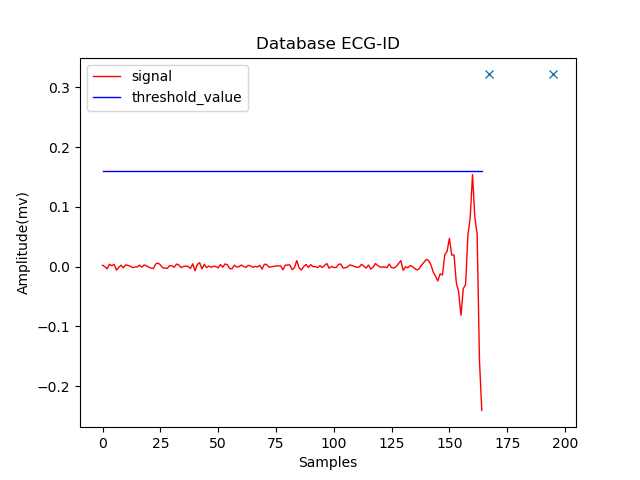 Database ECG-ID
signal
threshold_value
Amplitude(mv)
0.3
0.2
0.1
0.0
−0.1
−0.2
0 25 50 75 100 125 150 175 200
Samples